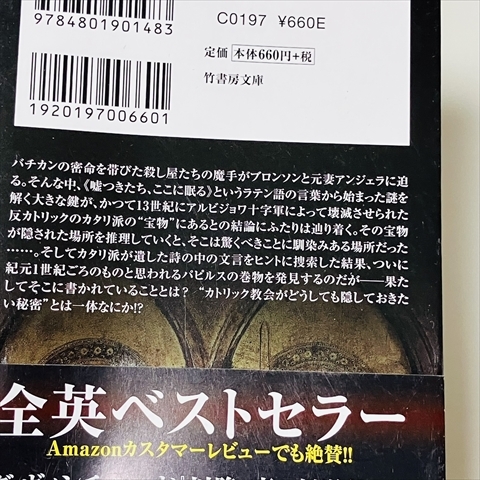 9784801901483
C0197 ¥660E
定価 本体660円+税
竹書房文庫
1920197006601
バチカンの密命を帯びた殺し屋たちの魔手がブロンソンと元妻アンジェラに迫
る。そんな中、《嘘つきたち、ここに眠る》というラテン語の言葉から始まった謎を
解く大きな鍵が、かつて13世紀にアルビジョワ十字軍によって壊滅させられた
反カトリックのカタリ派の“宝物”にあるとの結論にふたりは辿り着く。その宝物
が隠された場所を推理していくと、そこは驚くべきことに馴染みある場所だった
……。そしてカタリ派が遺した詩の中の文言をヒントに捜索した結果、ついに
紀元1世紀ごろのものと思われるパピルスの巻物を発見するのだが――果た
してそこに書かれていることとは？ “カトリック教会がどうしても隠しておきた
い秘密”とは一体なにか!?
全英ベストセラー
Amazonカスタマーレビューでも絶賛!!